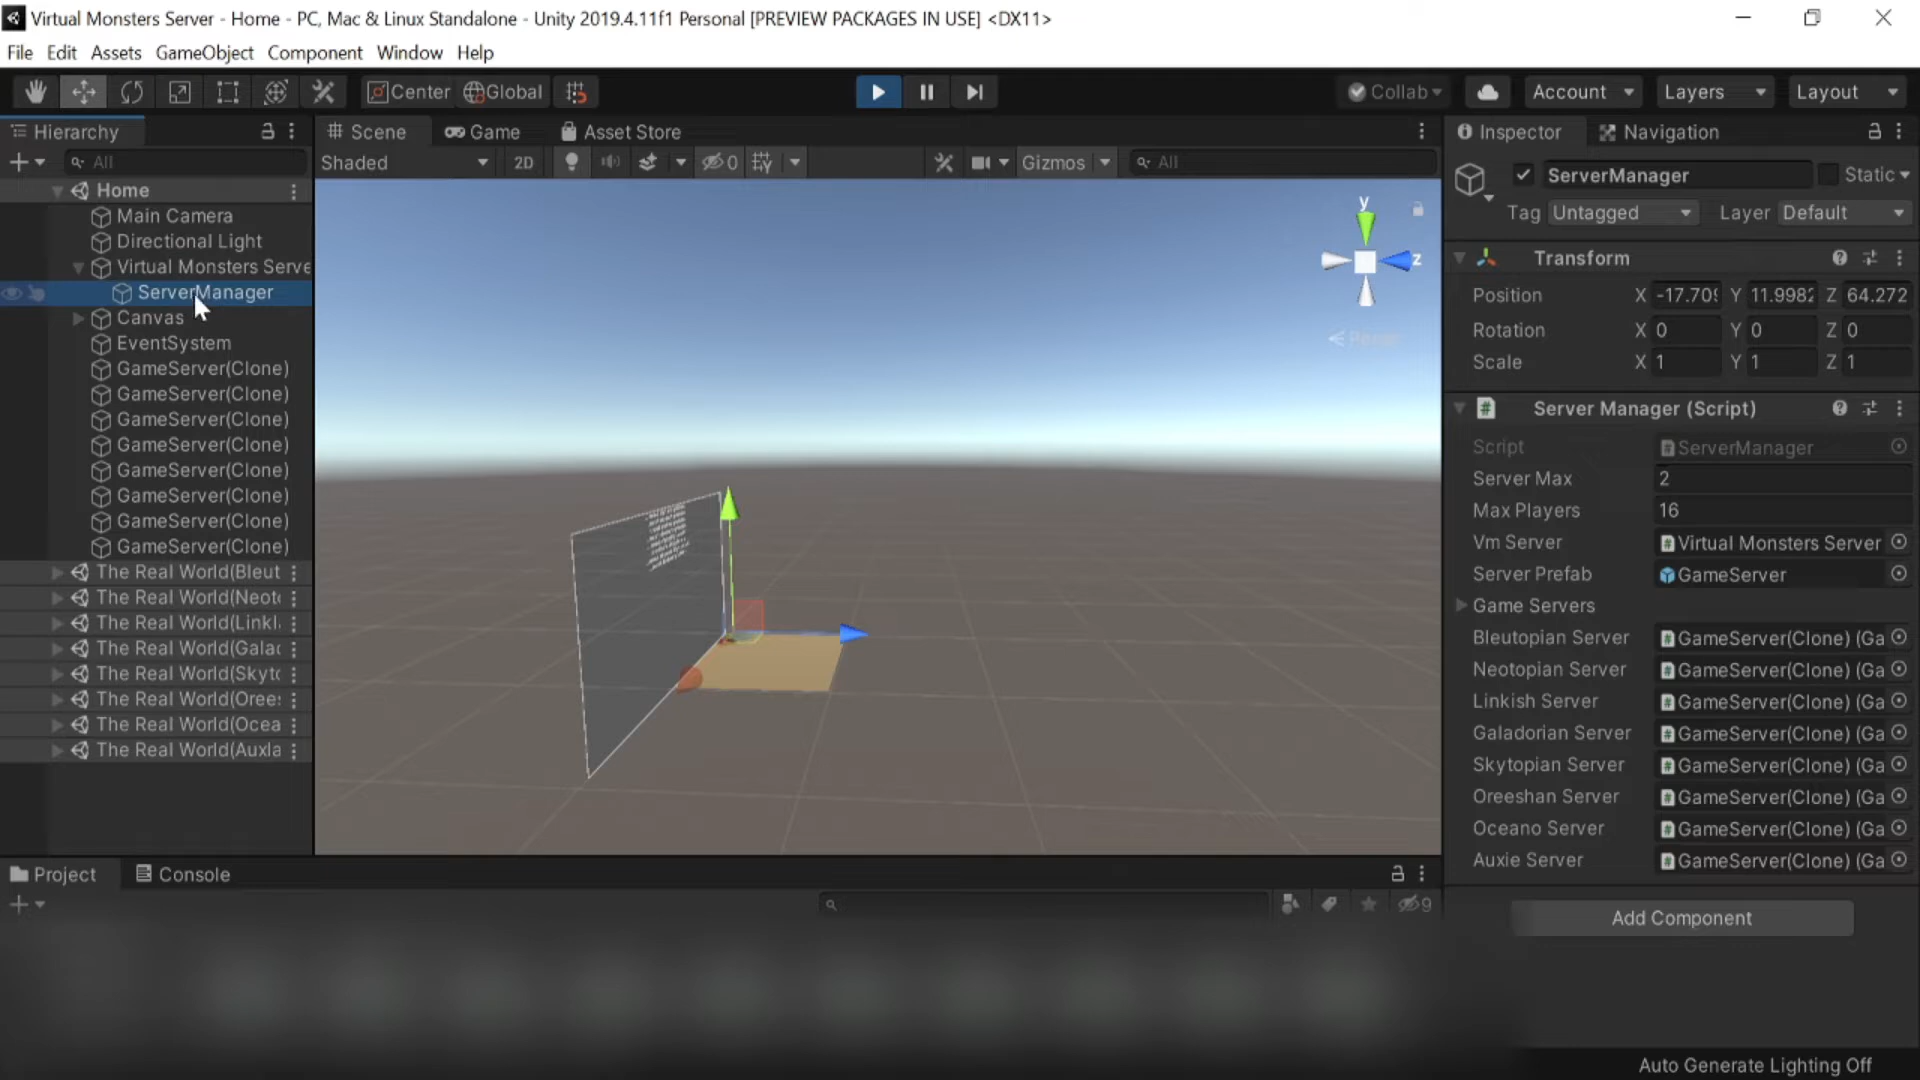 Virtual Monsters Server - Home - PC, Mac & Linux Standalone - Unity 2019.4.11f1 Personal [PREVIEW PACKAGES IN USE] <DX11>
File Edit Assets GameObject Component Window Help
Center Global Collab Account Layers Layout
Hierarchy
All
Home
Main Camera
Directional Light
Virtual Monsters Serve
ServerManager
Canvas
EventSystem
GameServer(Clone)
GameServer(Clone)
GameServer(Clone)
GameServer(Clone)
GameServer(Clone)
GameServer(Clone)
GameServer(Clone)
GameServer(Clone)
The Real World(Bleut
The Real World(Neot
The Real World(Linkl
The Real World(Galac
The Real World(Skyto
The Real World(Oree
The Real World(Ocea
The Real World(Auxla
Scene Game Asset Store
Shaded 2D 0 Gizmos All
y
z
Inspector Navigation
ServerManager Static
Tag Untagged Layer Default
Transform
Position X -17.709 Y 11.9982 Z 64.272
Rotation X 0 Y 0 Z 0
Scale X 1 Y 1 Z 1
Server Manager (Script)
Script ServerManager
Server Max 2
Max Players 16
Vm Server Virtual Monsters Server
Server Prefab GameServer
Game Servers
Bleutopian Server GameServer(Clone) (Ga
Neotopian Server GameServer(Clone) (Ga
Linkish Server GameServer(Clone) (Ga
Galadorian Server GameServer(Clone) (Ga
Skytopian Server GameServer(Clone) (Ga
Oreeshan Server GameServer(Clone) (Ga
Oceano Server GameServer(Clone) (Ga
Auxie Server GameServer(Clone) (Ga
Add Component
Project Console
9
Auto Generate Lighting Off